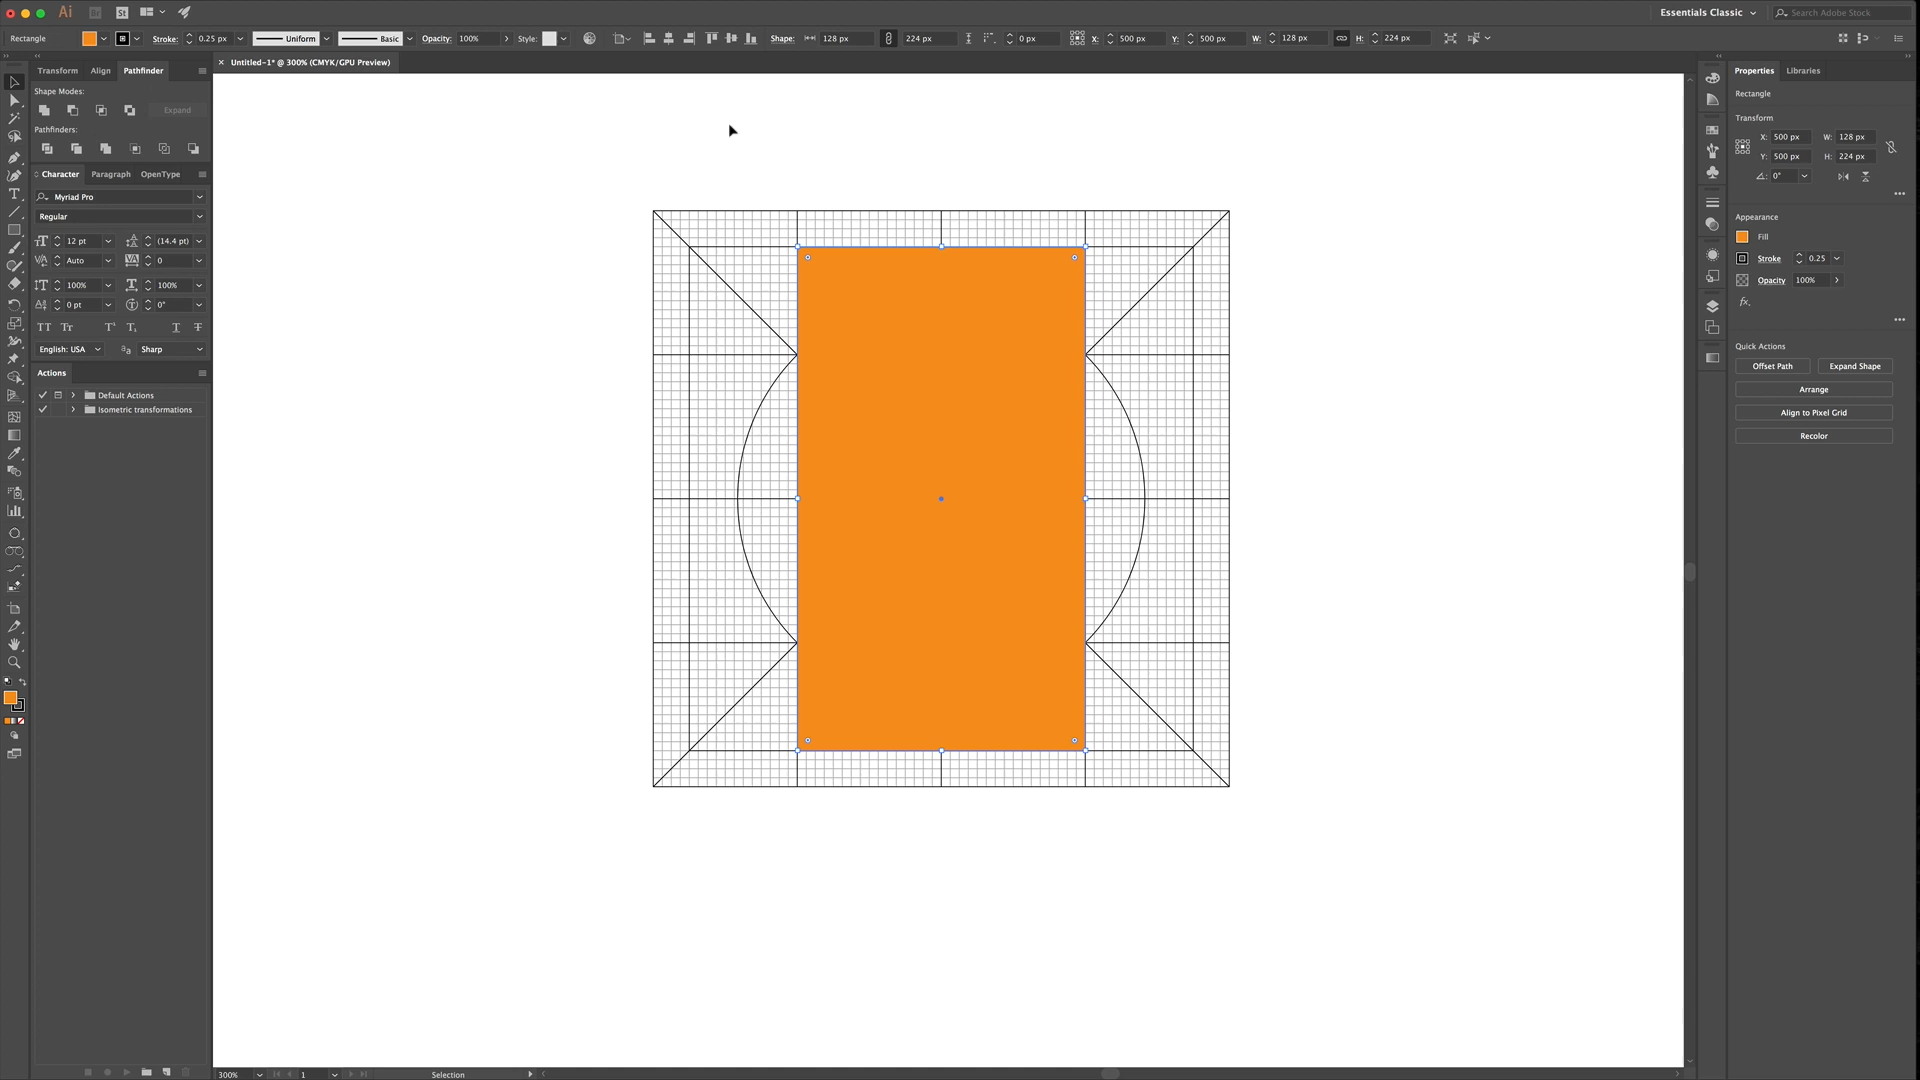 Ai Br St Essentials Classic Search Adobe Stock
Rectangle Stroke: 0.25 px Uniform Basic Opacity: 100% Style: Shape: 128 px 224 px 0 px X: 500 px Y: 500 px W: 128 px H: 224 px
Untitled-1* @ 300% (CMYK/GPU Preview)
Transform Align Pathfinder
Shape Modes:
Expand
Pathfinders:
Character Paragraph OpenType
Myriad Pro
Regular
12 pt (14.4 pt)
Auto 0
100% 100%
0 pt 0°
English: USA Sharp
Actions
Default Actions
Isometric transformations
Properties Libraries
Rectangle
Transform
X: 500 px W: 128 px
Y: 500 px H: 224 px
0°
Appearance
Fill
Stroke 0.25
Opacity 100%
fx.
Quick Actions
Offset Path Expand Shape
Arrange
Align to Pixel Grid
Recolor
300% 1 Selection